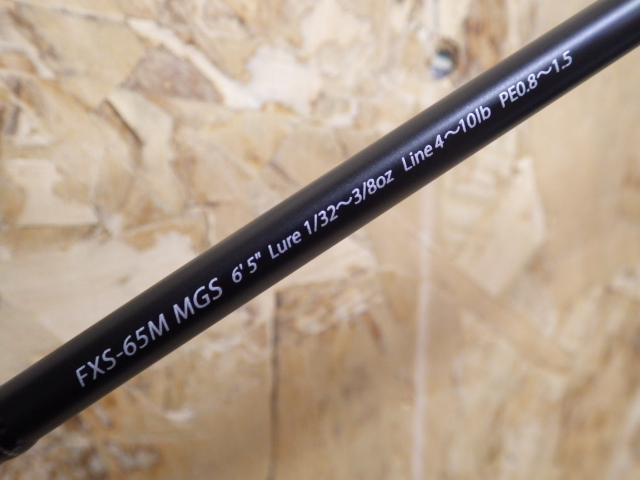 FXS-65M MGS 6'5" Lure 1/32〜3/8oz Line 4〜10lb PE0.8〜1.5